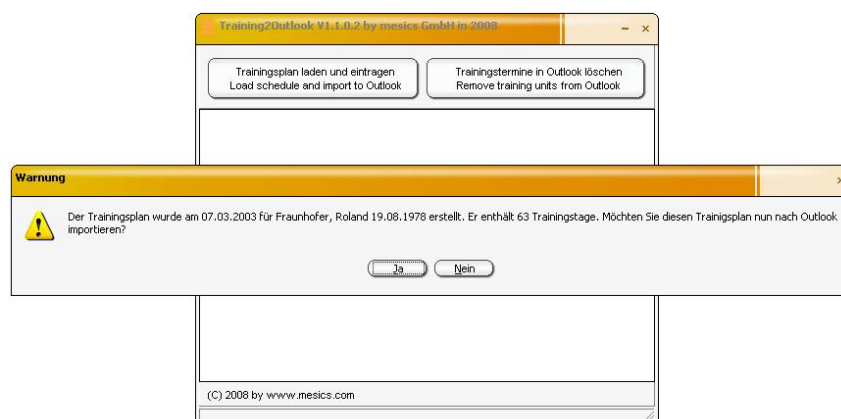 Training2Outlook V1.1.0.2 by mesics GmbH in 2008
Trainingsplan laden und eintragen
Load schedule and import to Outlook
Trainingstermine in Outlook löschen
Remove training units from Outlook
Warnung
Der Trainingsplan wurde am 07.03.2003 für Fraunhofer, Roland 19.08.1978 erstellt. Er enthält 63 Trainingstage. Möchten Sie diesen Trainigsplan nun nach Outlook
importieren?
Ja
Nein
(C) 2008 by www.mesics.com